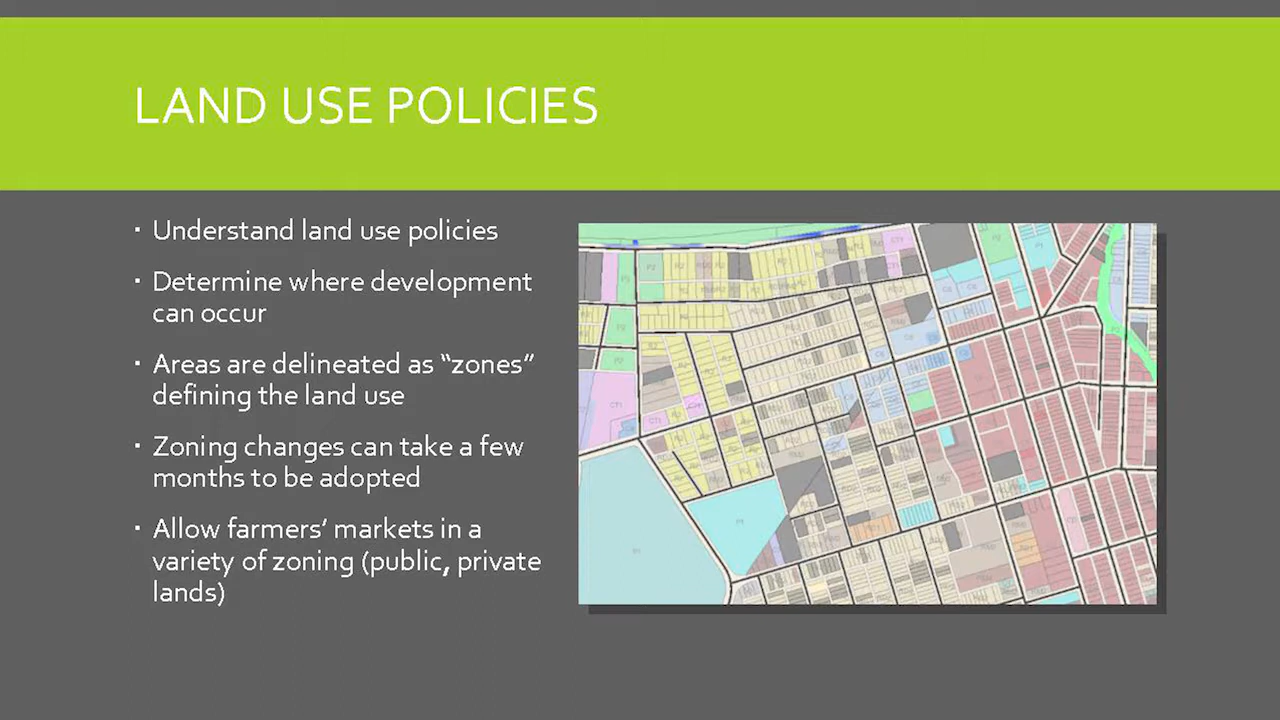 LAND USE POLICIES
▪ Understand land use policies
▪ Determine where development
can occur
▪ Areas are delineated as “zones”
defining the land use
▪ Zoning changes can take a few
months to be adopted
▪ Allow farmers’ markets in a
variety of zoning (public, private
lands)